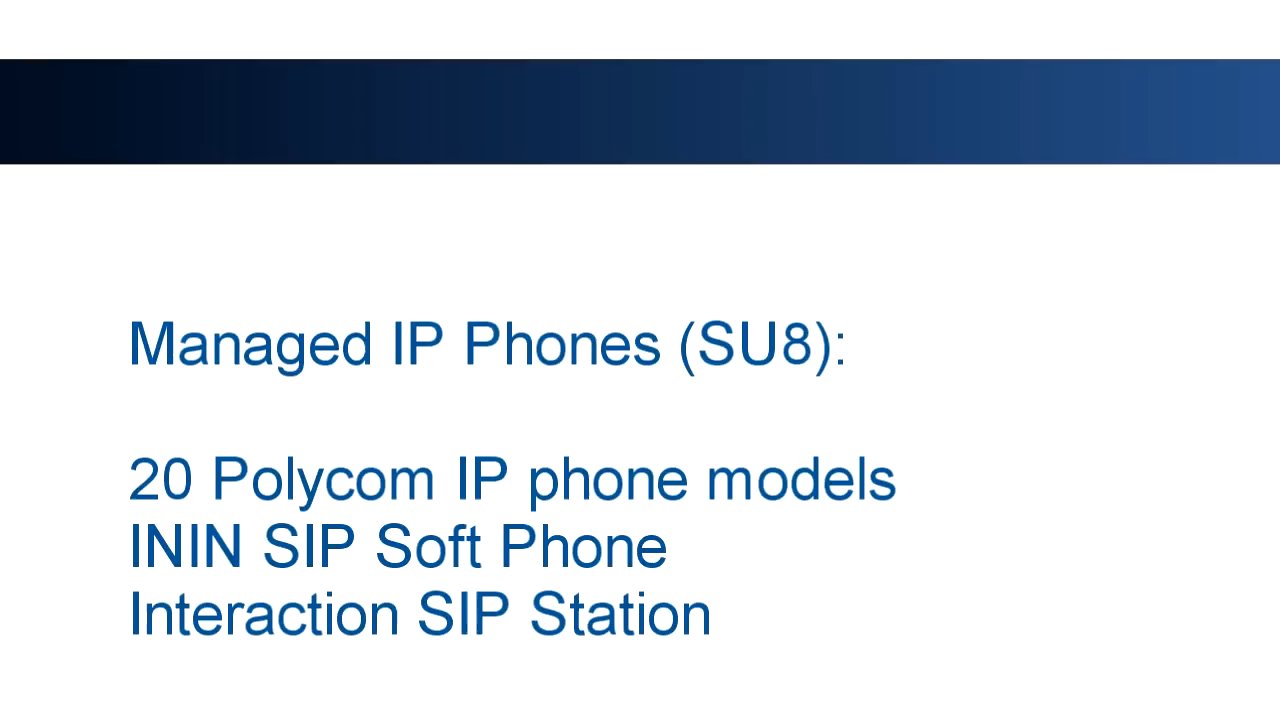 Managed IP Phones (SU8):
20 Polycom IP phone models
ININ SIP Soft Phone
Interaction SIP Station